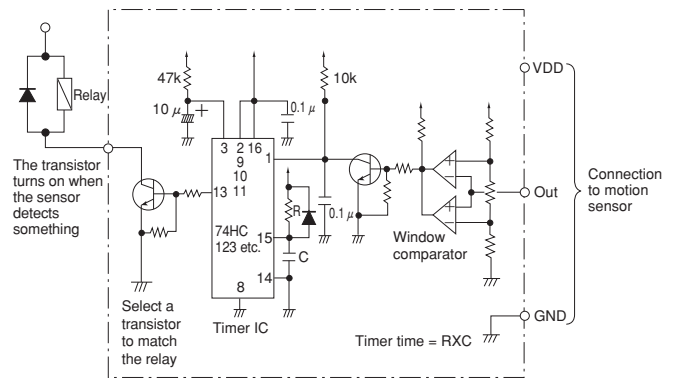 Relay
The transistor
turns on when
the sensor
detects
something
47k
10 μ
+
0.1 μ
10k
3 2 16
9
10
11
1
13
74HC
123 etc.
15
14
8
R
C
0.1 μ
Timer IC
Select a
transistor
to match
the relay
+
−
+
−
Window
comparator
Timer time = RXC
VDD
Out
GND
Connection
to motion
sensor